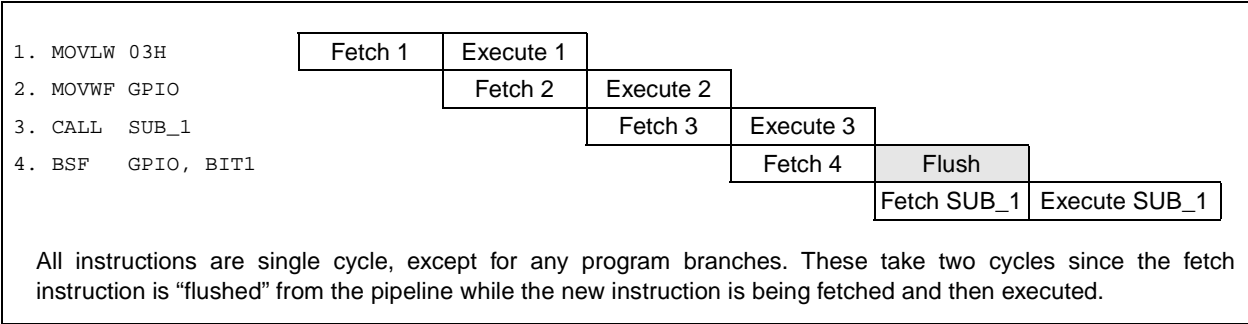 1. MOVLW 03H Fetch 1 Execute 1
2. MOVWF GPIO Fetch 2 Execute 2
3. CALL SUB_1 Fetch 3 Execute 3
4. BSF GPIO, BIT1 Fetch 4 Flush
Fetch SUB_1 Execute SUB_1
All instructions are single cycle, except for any program branches. These take two cycles since the fetch
instruction is “flushed” from the pipeline while the new instruction is being fetched and then executed.